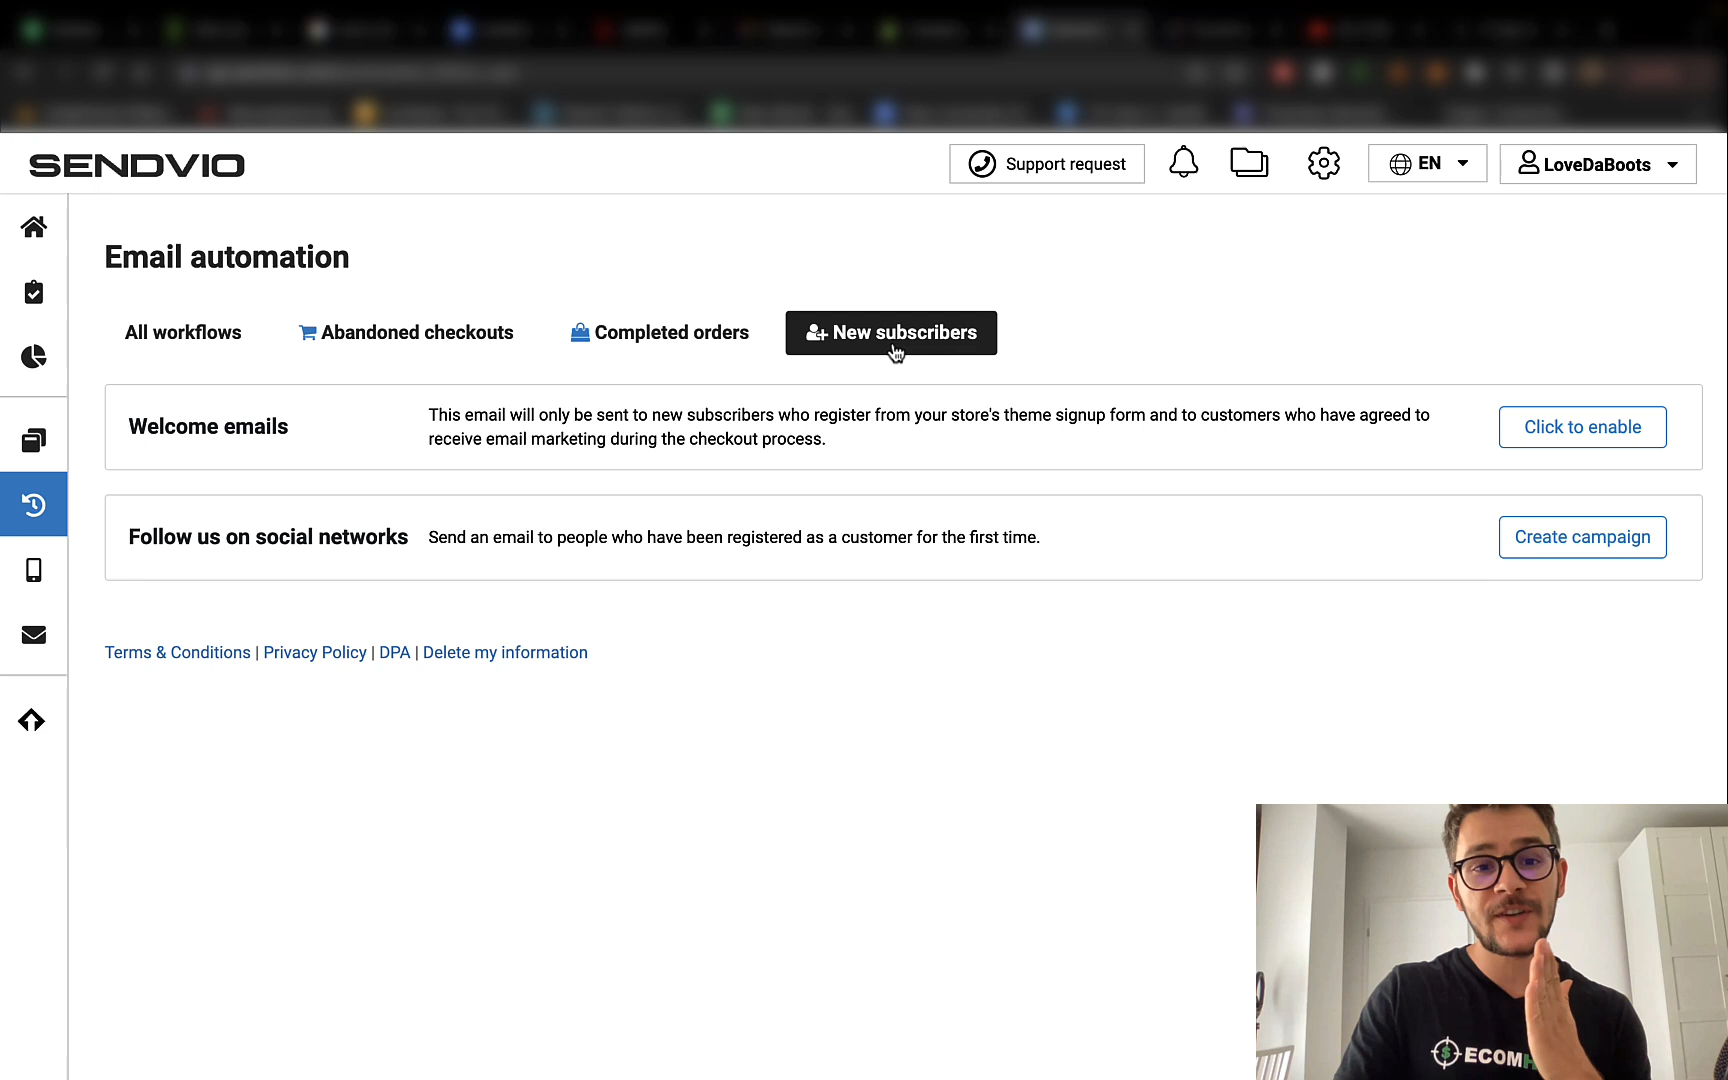 SENDVIO
Support request
EN
LoveDaBoots
Email automation
All workflows
Abandoned checkouts
Completed orders
New subscribers
Welcome emails
This email will only be sent to new subscribers who register from your store's theme signup form and to customers who have agreed to
receive email marketing during the checkout process.
Click to enable
Follow us on social networks
Send an email to people who have been registered as a customer for the first time.
Create campaign
Terms & Conditions | Privacy Policy | DPA | Delete my information
ECOMH